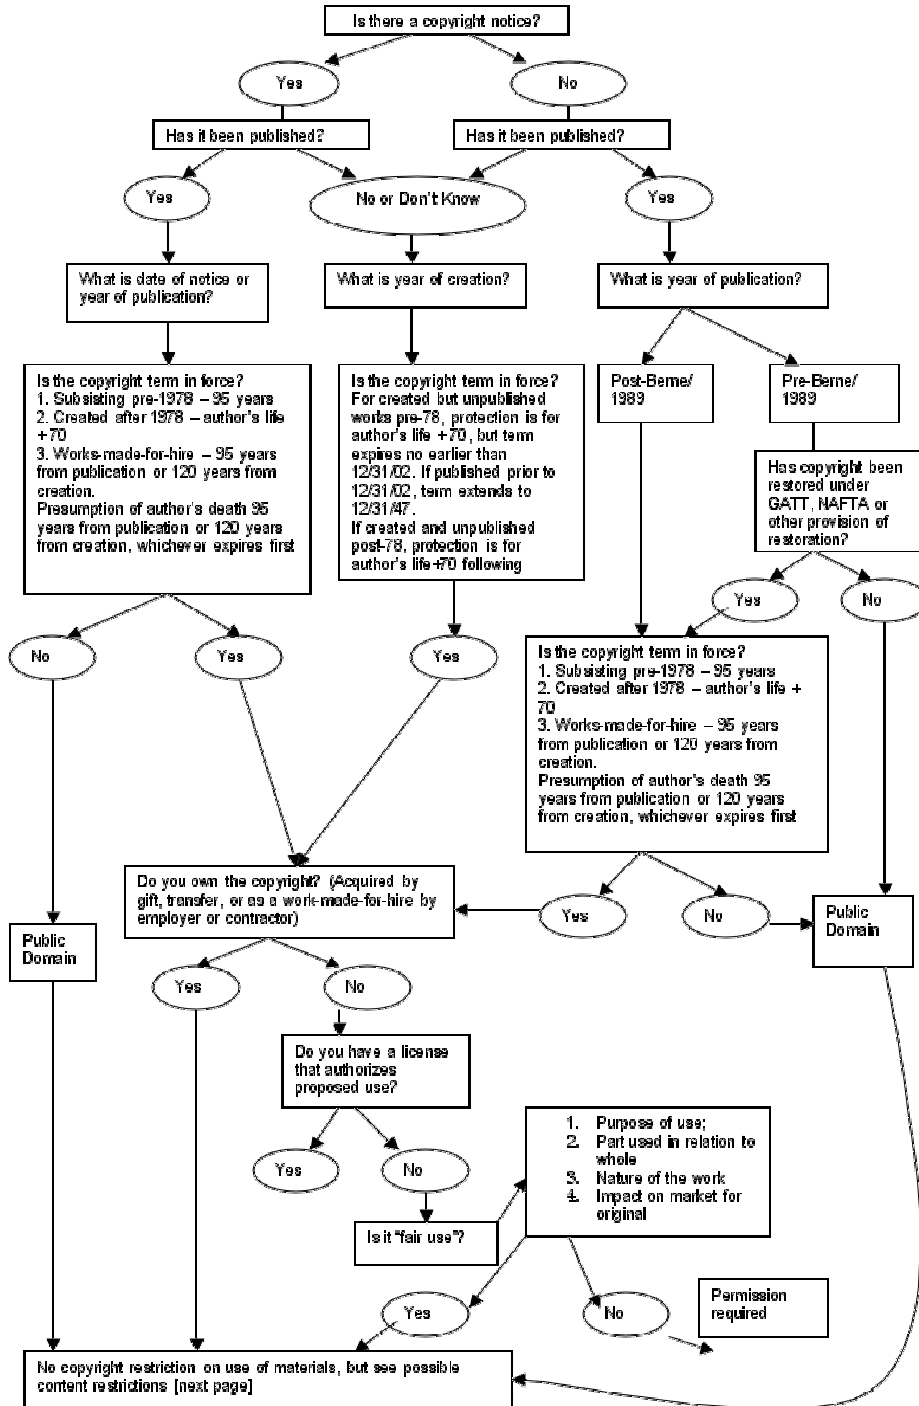 Is there a copyright notice?
Yes
No
Has it been published?
Has it been published?
Yes
No or Don't Know
Yes
What is date of notice or
year of publication?
What is year of creation?
What is year of publication?
Is the copyright term in force?
1. Subsisting pre-1978 – 95 years
2. Created after 1978 – author's life
+70
3. Works-made-for-hire – 95 years
from publication or 120 years from
creation.
Presumption of author's death 95
years from publication or 120 years
from creation, whichever expires first
Is the copyright term in force?
For created but unpublished
works pre-78, protection is for
author's life +70, but term
expires no earlier than
12/31/02. If published prior to
12/31/02, term extends to
12/31/47.
If created and unpublished
post-78, protection is for
author's life+70 following
Post-Berne/
1989
Pre-Berne/
1989
Has copyright been
restored under
GATT, NAFTA or
other provision of
restoration?
Yes
No
No
Yes
Yes
Is the copyright term in force?
1. Subsisting pre-1978 – 95 years
2. Created after 1978 – author's life +
70
3. Works-made-for-hire – 95 years
from publication or 120 years from
creation.
Presumption of author's death 95
years from publication or 120 years
from creation, whichever expires first
Do you own the copyright? (Acquired by
gift, transfer, or as a work-made-for-hire by
employer or contractor)
Yes
No
Public
Domain
Public
Domain
Yes
No
Do you have a license
that authorizes
proposed use?
Yes
No
1. Purpose of use;
2. Part used in relation to
whole
3. Nature of the work
4. Impact on market for
original
Is it "fair use"?
Yes
No
Permission
required
No copyright restriction on use of materials, but see possible
content restrictions [next page]